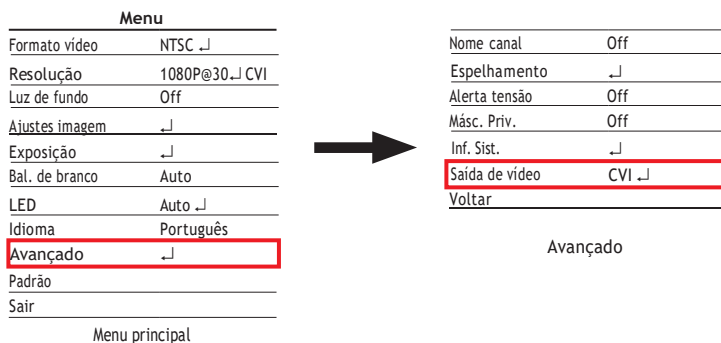 Menu
Formato vídeo NTSC ↲
Resolução 1080P@30↲ CVI
Luz de fundo Off
Ajustes imagem ↲
Exposição ↲
Bal. de branco Auto
LED Auto ↲
Idioma Português
Avançado ↲
Padrão
Sair
Menu principal
Nome canal Off
Espelhamento ↲
Alerta tensão Off
Másc. Priv. Off
Inf. Sist. ↲
Saída de vídeo CVI ↲
Voltar
Avançado